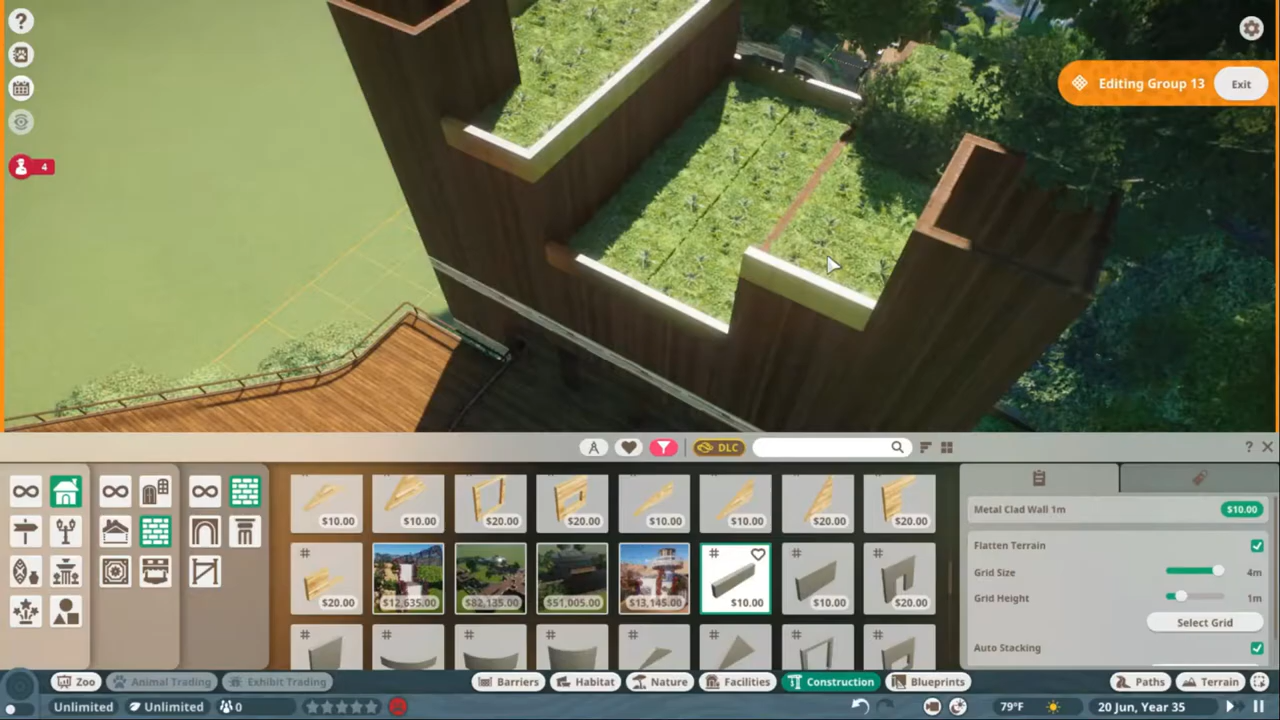 ?
Editing Group 13
Exit
4
DLC
? ×
$10.00 $10.00 $20.00 $20.00 $10.00 $10.00 $20.00 $20.00
Metal Clad Wall 1m $10.00
Flatten Terrain
Grid Size 4m
Grid Height 1m
Select Grid
Auto Stacking
# $20.00 $12,635.00 $82,135.00 $51,005.00 $13,145.00 # $10.00 # $10.00 # $20.00
# # # # # # # #
Zoo Animal Trading Exhibit Trading Barriers Habitat Nature Facilities Construction Blueprints Paths Terrain
Unlimited Unlimited 0 79°F 20 Jun, Year 35